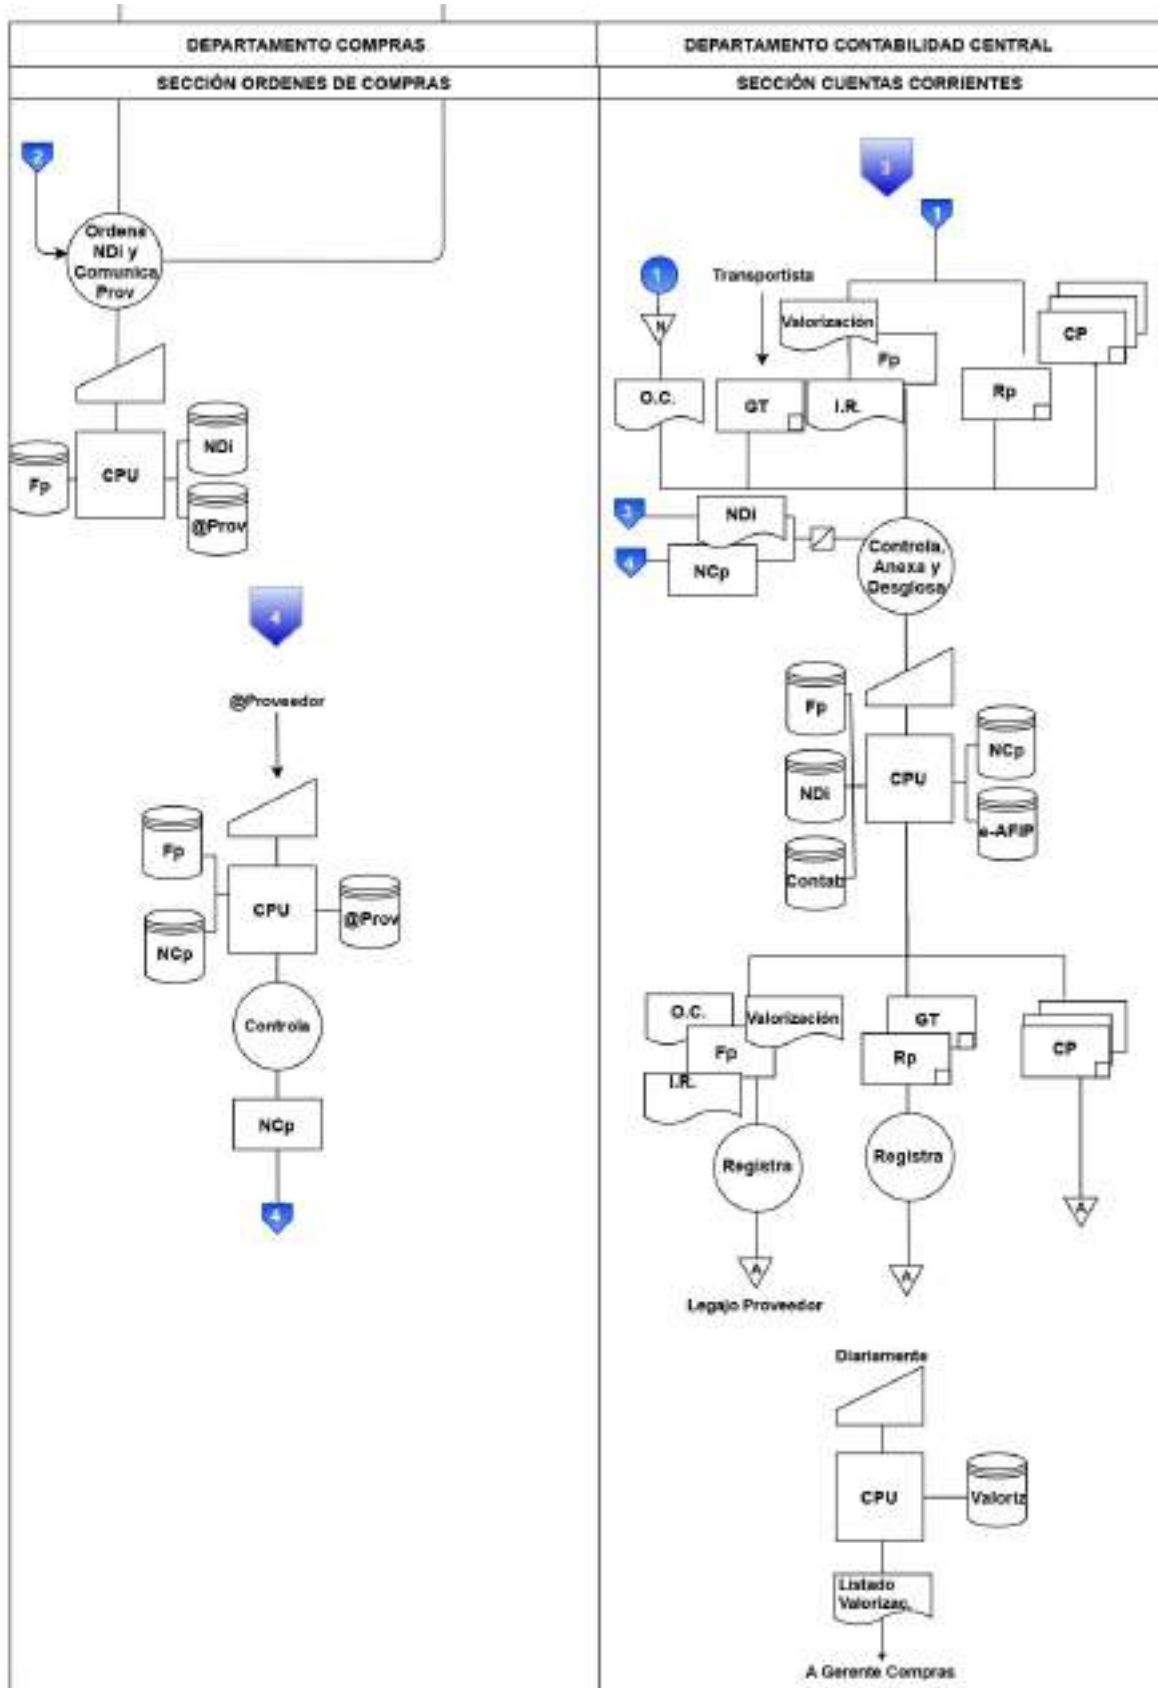 DEPARTAMENTO COMPRAS
DEPARTAMENTO CONTABILIDAD CENTRAL
SECCIÓN ORDENES DE COMPRAS
SECCIÓN CUENTAS CORRIENTES
2
Ordena
NDi y
Comunica
Prov
CPU
NDi
Fp
@Prov
4
@Proveedor
Fp
CPU
@Prov
NCp
Controla
NCp
4
3
1
1
Transportista
N
Valorización
CP
Fp
O.C.
GT
I.R.
Rp
3
NDi
4
NCp
Controla,
Anexa y
Desglosa
Fp
NCp
NDi
CPU
e-AFIP
Contab
O.C.
Valorización
GT
Fp
Rp
CP
I.R.
Registra
Registra
A
A
A
Legajo Proveedor
Diariamente
CPU
Valoriz
Listado
Valorizac.
A Gerente Compras